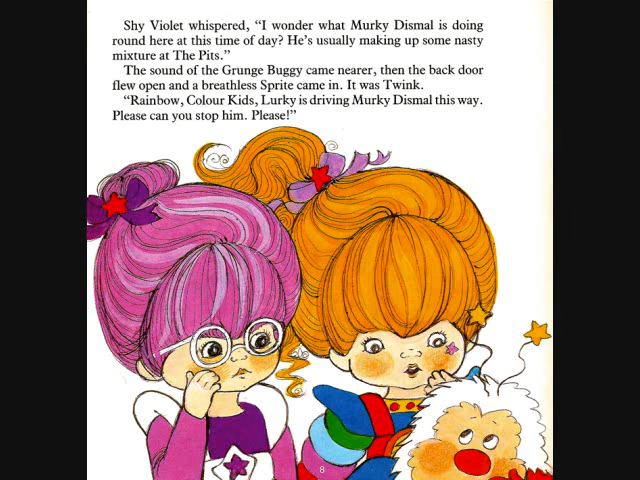 Shy Violet whispered, “I wonder what Murky Dismal is doing
round here at this time of day? He’s usually making up some nasty
mixture at The Pits.”
The sound of the Grunge Buggy came nearer, then the back door
flew open and a breathless Sprite came in. It was Twink.
“Rainbow, Colour Kids, Lurky is driving Murky Dismal this way.
Please can you stop him. Please!”
8